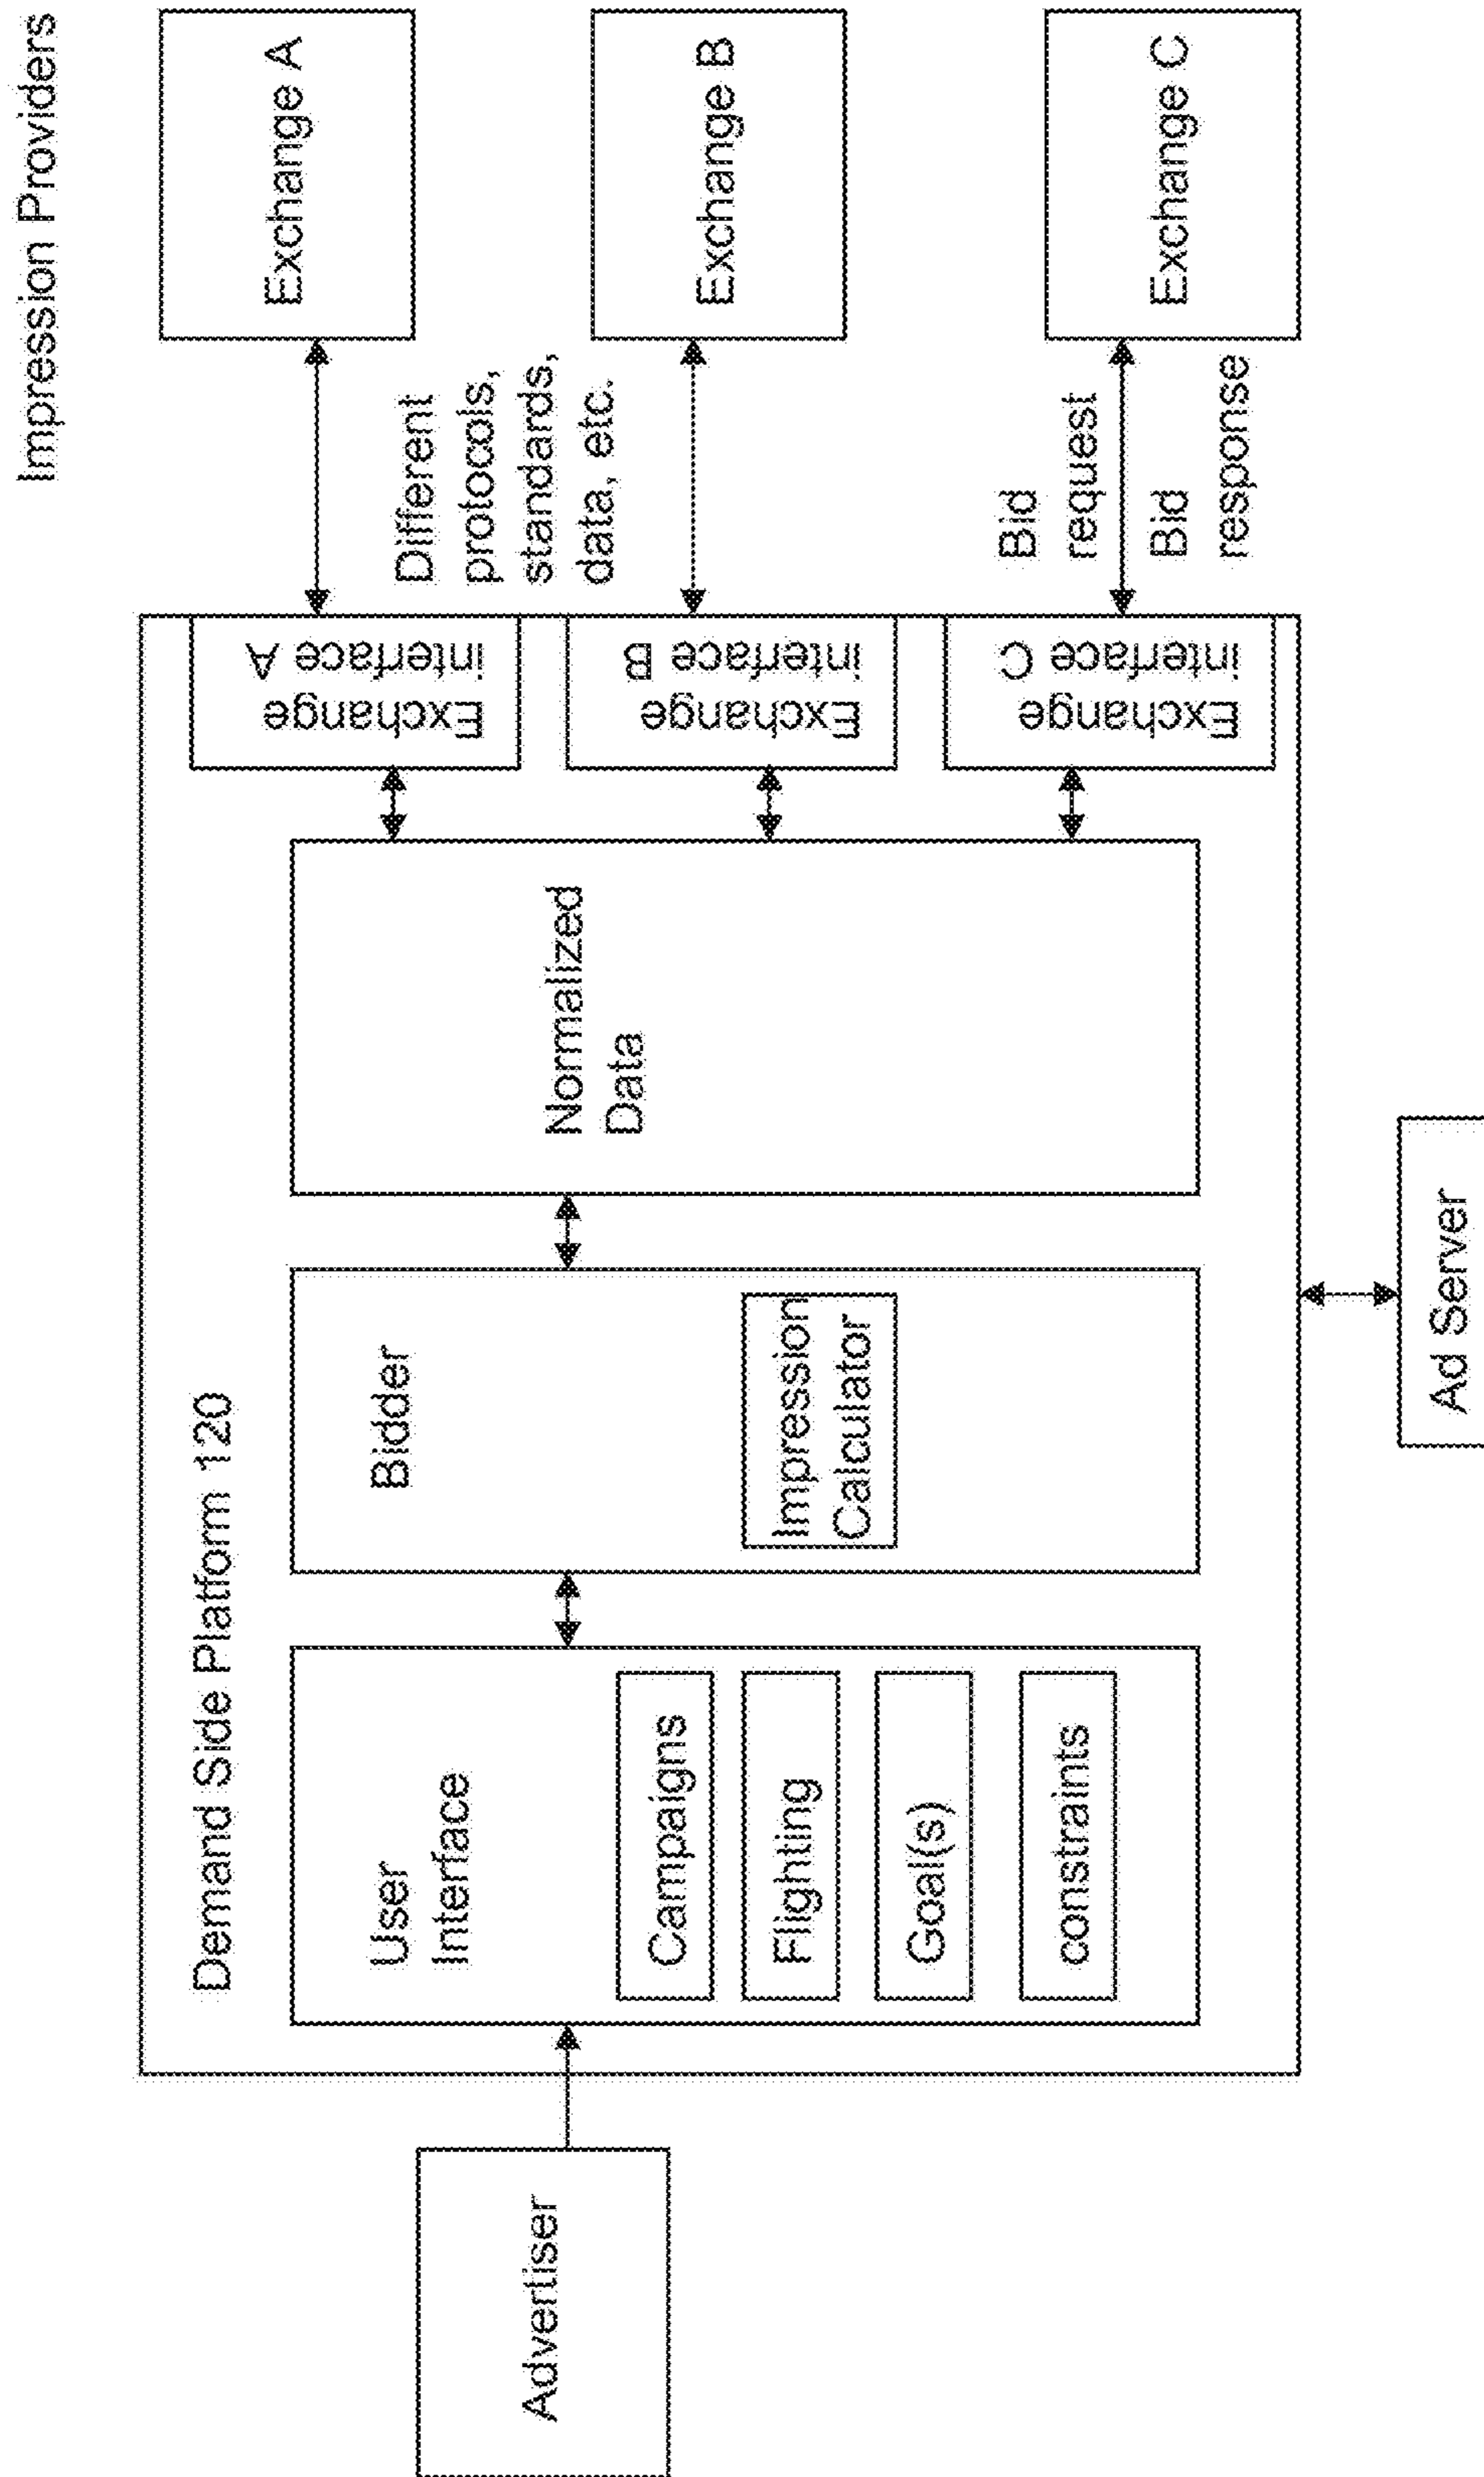 Impression Providers
Demand Side Platform 120
Advertiser
User
Interface
Campaigns
Flighting
Goal(s)
constraints
Bidder
Impression
Calculator
Normalized
Data
Exchange
interface A
Exchange
interface B
Exchange
interface C
Different
protocals,
standards,
data, etc.
Bid
request
Bid
response
Exchange A
Exchange B
Exchange C
Ad Server